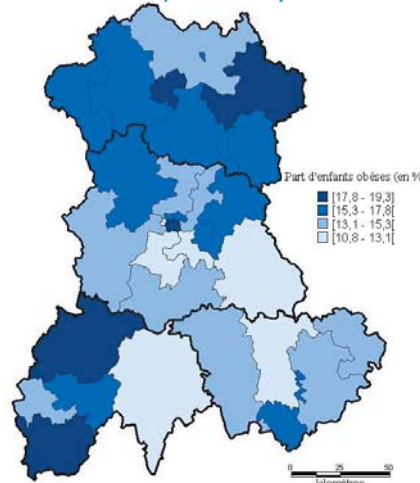 Part d'enfants obèses (en %
[17,8 - 19,3]
[15,3 - 17,8[
[13,1 - 15,3[
[10,8 - 13,1[
0 25 50
kilomètres